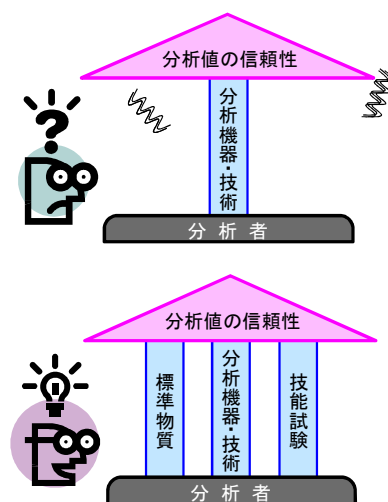 分析値の信頼性
分析機器・技術
分析者
分析値の信頼性
標準物質
分析機器・技術
技能試験
分析者